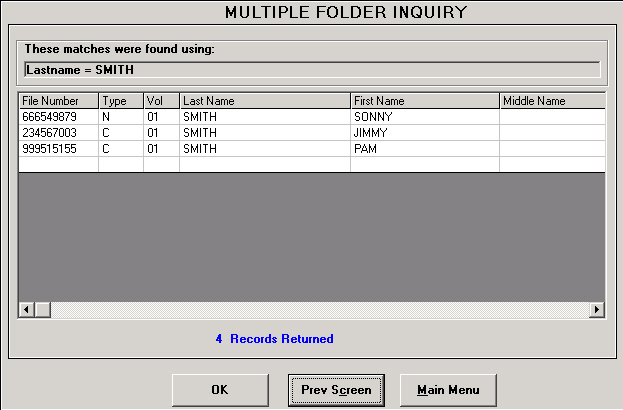 MULTIPLE FOLDER INQUIRY
These matches were found using:
Lastname = SMITH
File Number Type Vol Last Name First Name Middle Name
666549879 N 01 SMITH SONNY
234567003 C 01 SMITH JIMMY
999515155 C 01 SMITH PAM
4 Records Returned
OK Prev Screen Main Menu